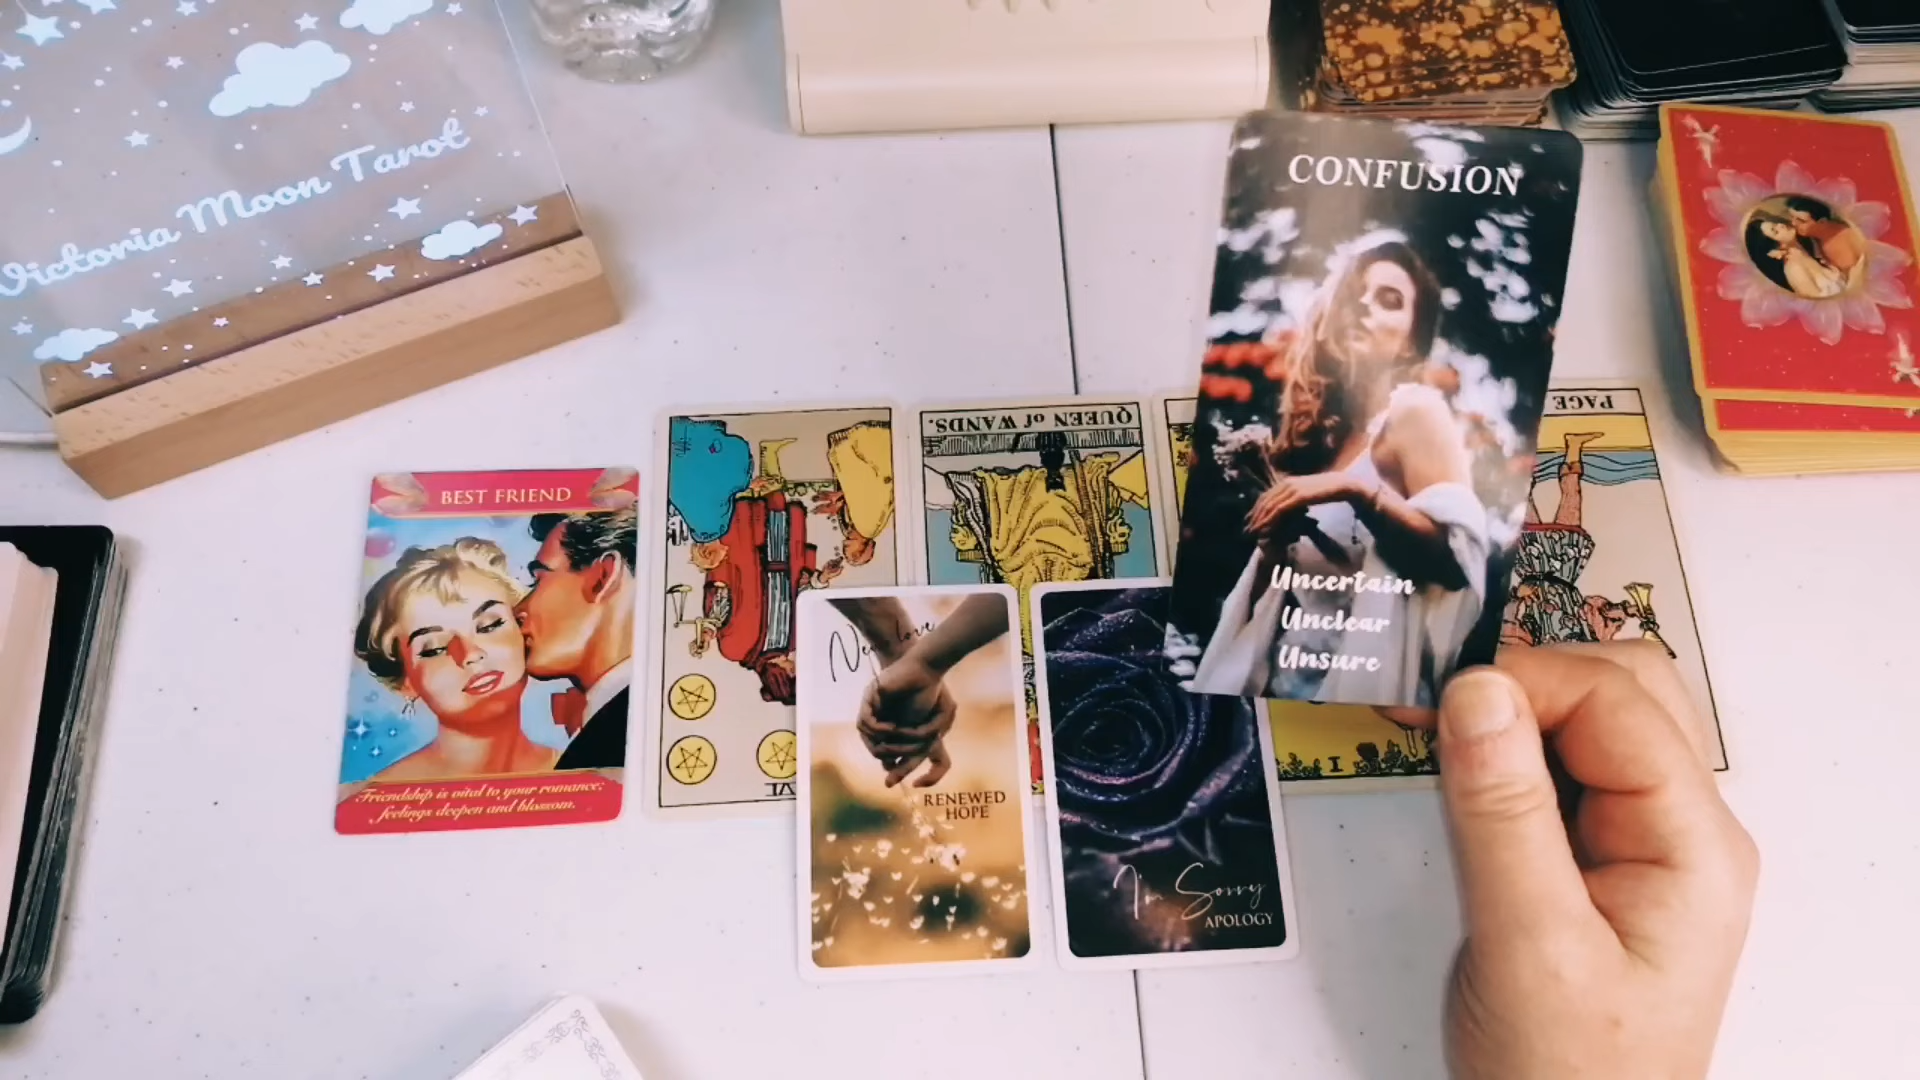 Victoria Moon Tarot
CONFUSION
Uncertain
Unclear
Unsure
BEST FRIEND
Friendship is vital to your romance;
feelings deepen and blossom.
QUEEN of WANDS.
PAGE
VI
New love
RENEWED
HOPE
I'm Sorry
APOLOGY
I